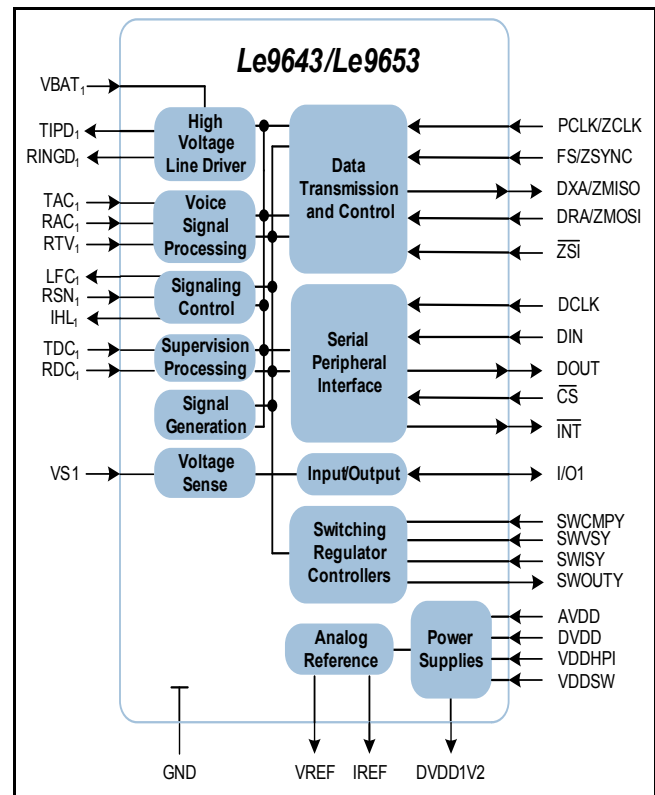 Le9643/Le9653
VBAT1
TIPD1
RINGD1
TAC1
RAC1
RTV1
LFC1
RSN1
IHL1
TDC1
RDC1
VS1
High
Voltage
Line Driver
Voice
Signal
Processing
Signaling
Control
Supervision
Processing
Signal
Generation
Voltage
Sense
Data
Transmission
and Control
Serial
Peripheral
Interface
Input/Output
Switching
Regulator
Controllers
Analog
Reference
Power
Supplies
PCLK/ZCLK
FS/ZSYNC
DXA/ZMISO
DRA/ZMOSI
ZSI
DCLK
DIN
DOUT
CS
INT
I/O1
SWCMPY
SWVSY
SWISY
SWOUTY
AVDD
DVDD
VDDHPI
VDDSW
GND
VREF
IREF
DVDD1V2